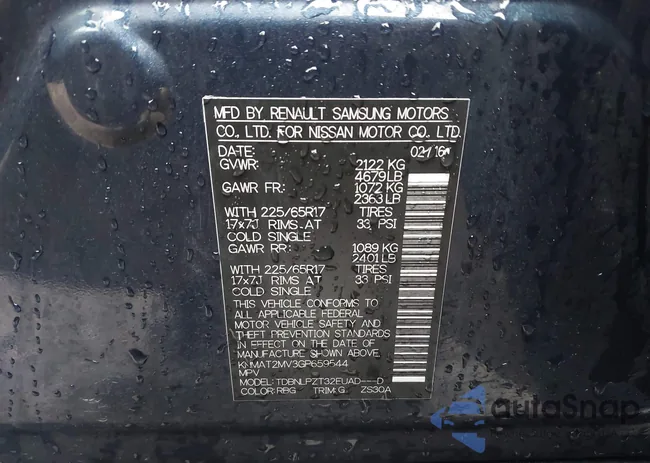 MFD BY RENAULT SAMSUNG MOTORS
CO., LTD. FOR NISSAN MOTOR CO. LTD.
DATE: 02/16
GVWR: 2122 KG
4679LB
GAWR FR: 1072 KG
2363 LB
WITH 225/65R17 TIRES
17x7J RIMS AT 33 PSI
COLD SINGLE
GAWR RR: 1089 KG
2401 LB
WITH 225/65R17 TIRES
17x7J RIMS AT 33 PSI
COLD SINGLE
THIS VEHICLE CONFORMS TO
ALL APPLICABLE FEDERAL
MOTOR VEHICLE SAFETY AND
THEFT PREVENTION STANDARDS
IN EFFECT ON THE DATE OF
MANUFACTURE SHOWN ABOVE.
KNMAT2MV3GP659544
MPV
MODEL: TDBNLPZT32EUAD---D
COLOR: RBG TRIM: G ZS30A
autoSnap